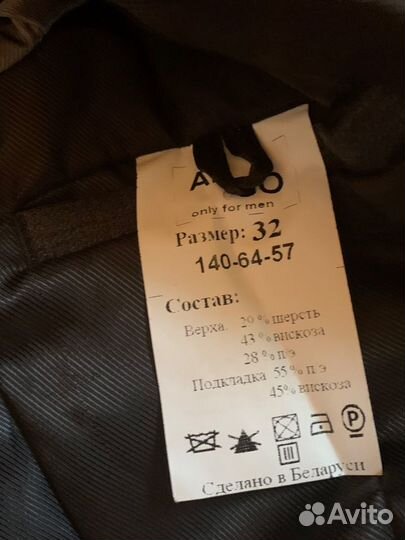 only for men
Размер: 32
140-64-57
Состав:
Верха. 29 % шерсть
43 % вискоза
28 % п/э
Подкладка 55% п/э
45% вискоза
P
Сделано в Беларуси
Avito